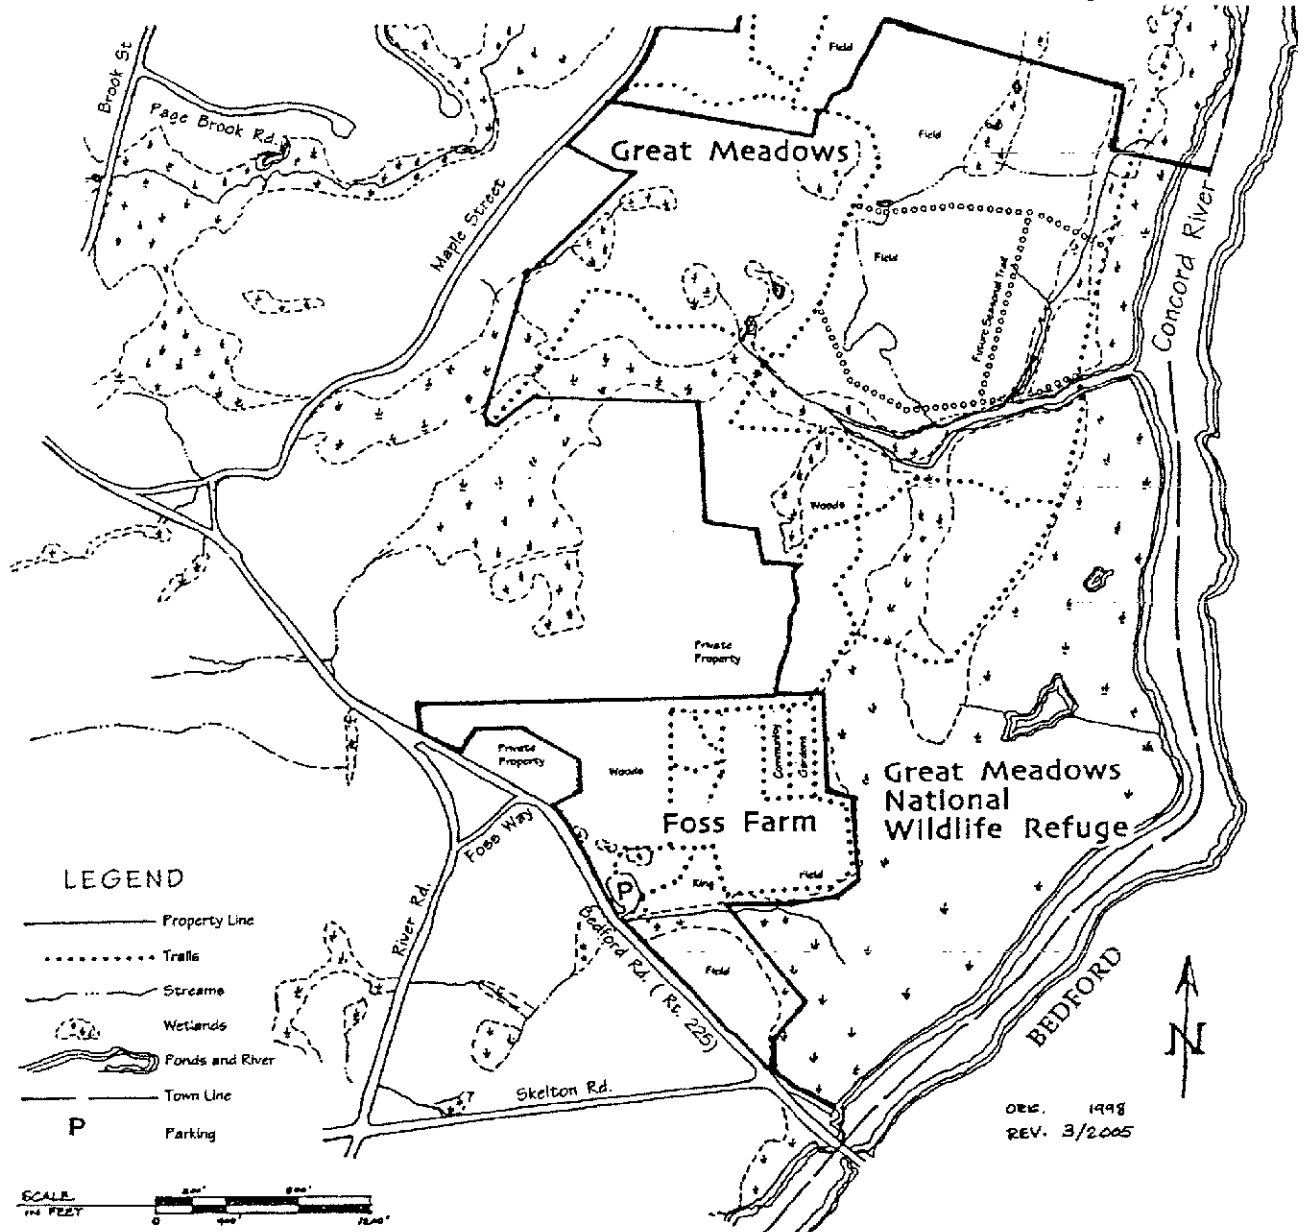 Brook St
Page Brook Rd.
Maple Street
Field
Great Meadows
Field
Field
Future Seasonal Trail
Concord River
Woods
Private
Property
Private
Property
Woods
Community
Gardens
Great Meadows
National
Wildlife Refuge
Foss Farm
Foss Way
River Rd.
P
Field
Field
Bedford Rd. (Rt. 225)
Skelton Rd.
BEDFORD
N
LEGEND
Property Line
Trails
Streams
Wetlands
Ponds and River
Town Line
P
Parking
ORIG. 1998
REV. 3/2005
SCALE
IN FEET
200'
800'
0
400'
1200'